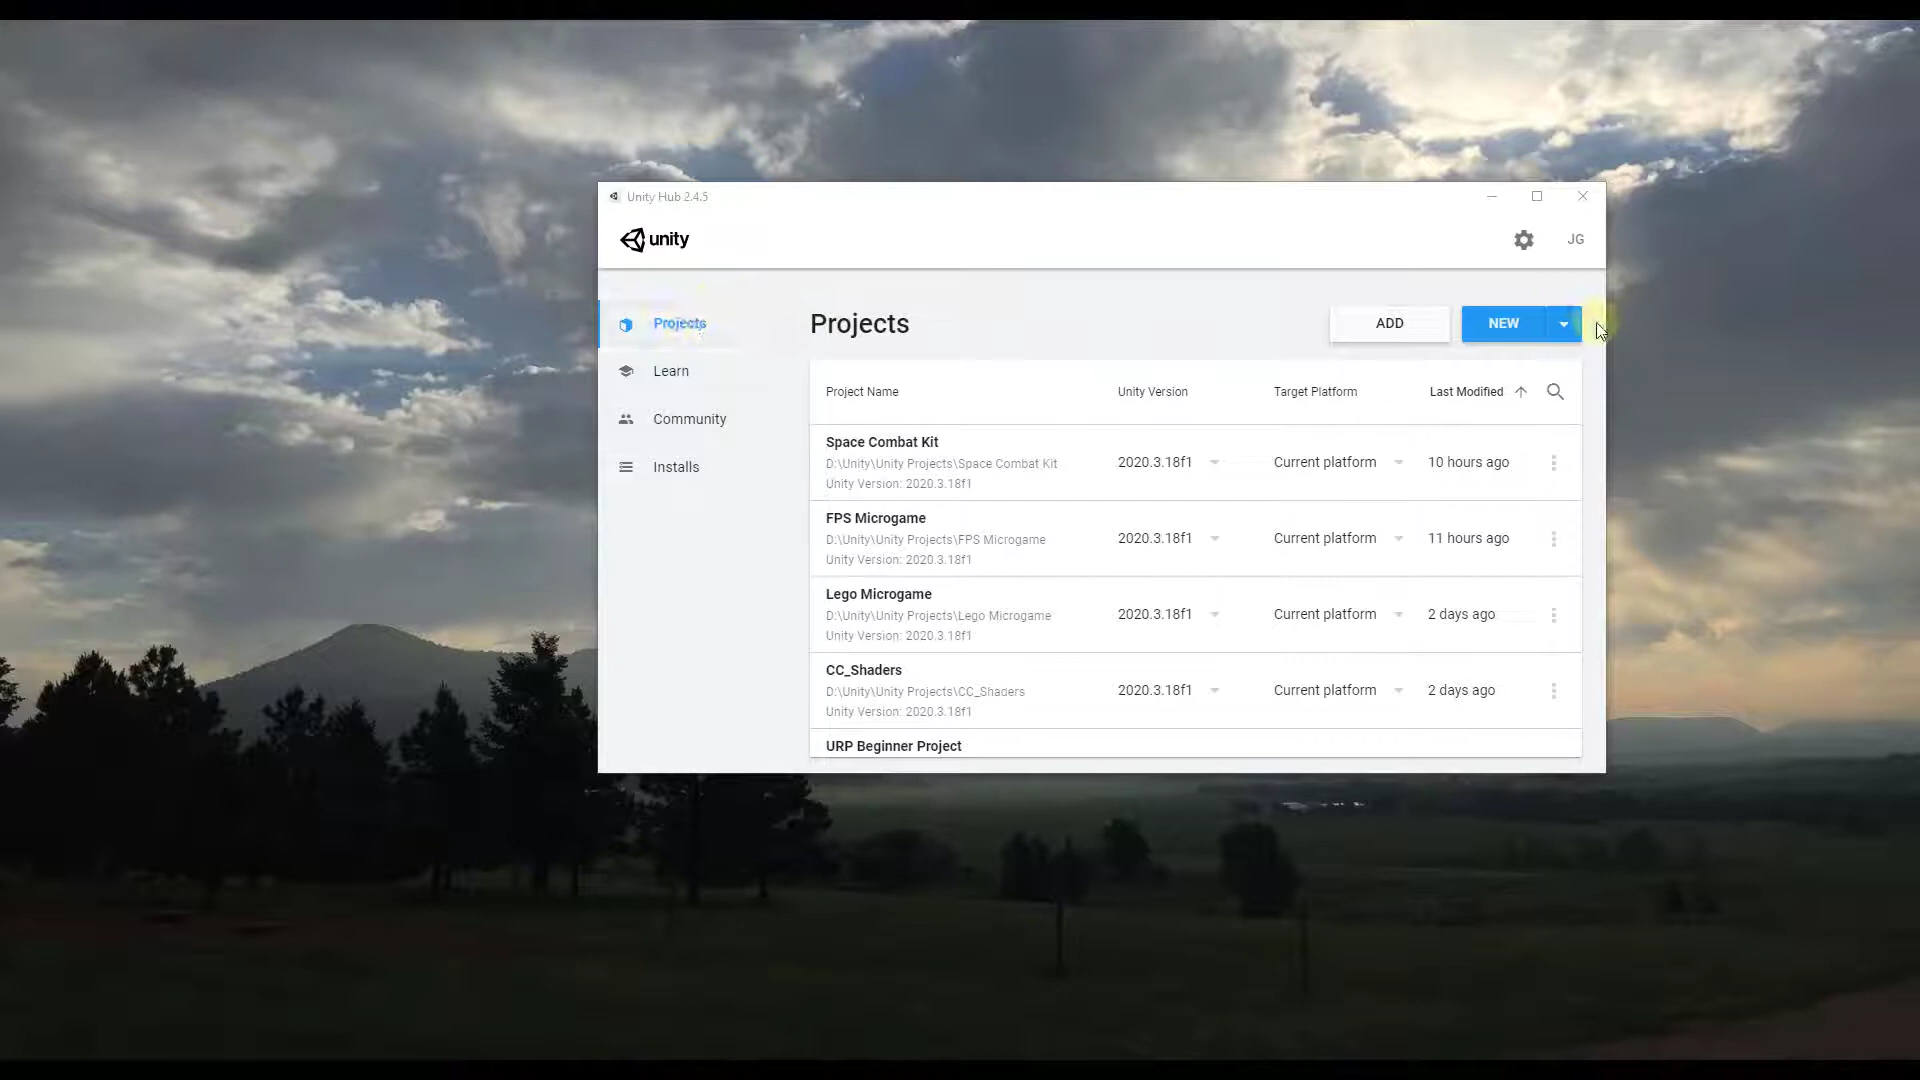 Unity Hub 2.4.5
unity
JG
Projects
Learn
Community
Installs
Projects
ADD
NEW
Project Name Unity Version Target Platform Last Modified
Space Combat Kit
D:\Unity\Unity Projects\Space Combat Kit
Unity Version: 2020.3.18f1
2020.3.18f1 Current platform 10 hours ago
FPS Microgame
D:\Unity\Unity Projects\FPS Microgame
Unity Version: 2020.3.18f1
2020.3.18f1 Current platform 11 hours ago
Lego Microgame
D:\Unity\Unity Projects\Lego Microgame
Unity Version: 2020.3.18f1
2020.3.18f1 Current platform 2 days ago
CC_Shaders
D:\Unity\Unity Projects\CC_Shaders
Unity Version: 2020.3.18f1
2020.3.18f1 Current platform 2 days ago
URP Beginner Project